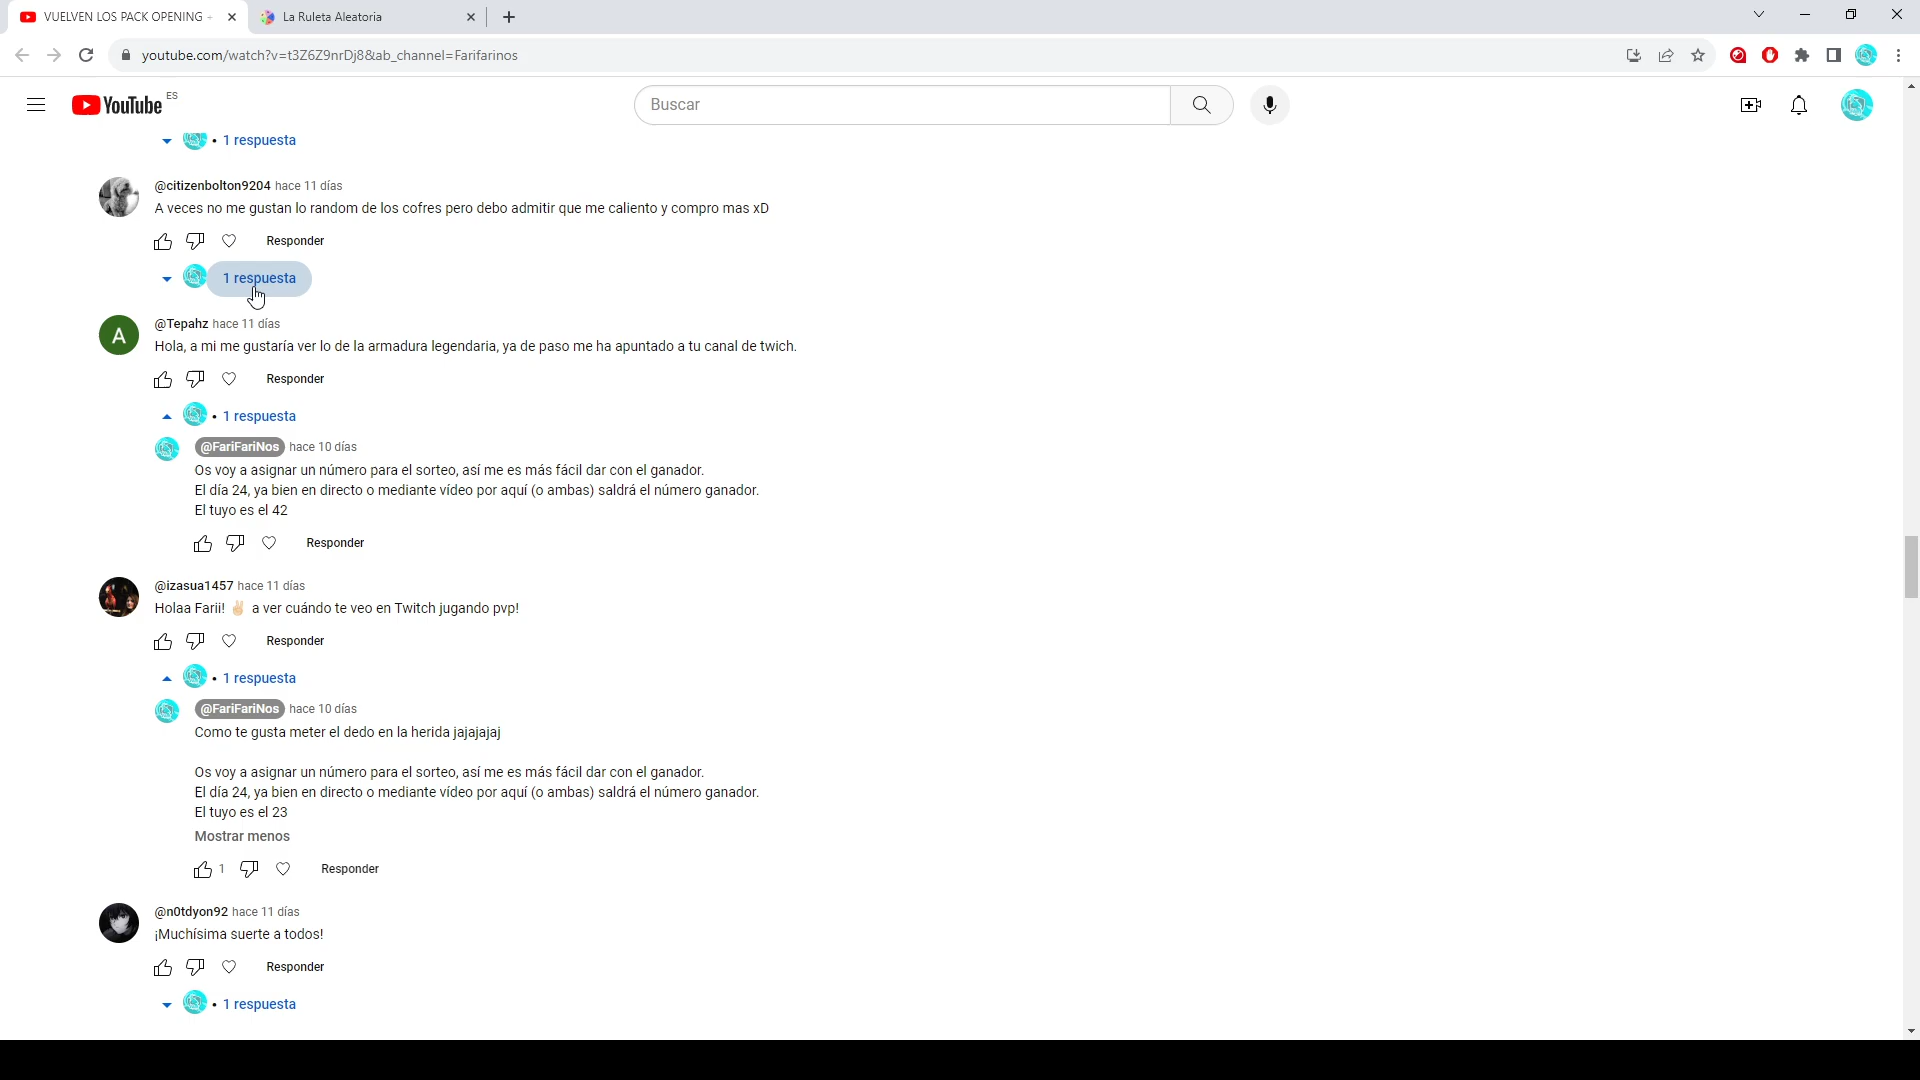 VUELVEN LOS PACK OPENING -
La Ruleta Aleatoria
youtube.com/watch?v=t3Z6Z9nrDj8&ab_channel=Farifarinos
YouTube ES
Buscar
• 1 respuesta
@citizenbolton9204 hace 11 días
A veces no me gustan lo random de los cofres pero debo admitir que me caliento y compro mas xD
Responder
1 respuesta
A
@Tepahz hace 11 días
Hola, a mi me gustaría ver lo de la armadura legendaria, ya de paso me ha apuntado a tu canal de twich.
Responder
• 1 respuesta
@FariFariNos hace 10 días
Os voy a asignar un número para el sorteo, así me es más fácil dar con el ganador.
El día 24, ya bien en directo o mediante vídeo por aquí (o ambas) saldrá el número ganador.
El tuyo es el 42
Responder
@izasua1457 hace 11 días
Holaa Farii! ✌🏻 a ver cuándo te veo en Twitch jugando pvp!
Responder
• 1 respuesta
@FariFariNos hace 10 días
Como te gusta meter el dedo en la herida jajajajaj
Os voy a asignar un número para el sorteo, así me es más fácil dar con el ganador.
El día 24, ya bien en directo o mediante vídeo por aquí (o ambas) saldrá el número ganador.
El tuyo es el 23
Mostrar menos
1 Responder
@n0tdyon92 hace 11 días
¡Muchísima suerte a todos!
Responder
• 1 respuesta